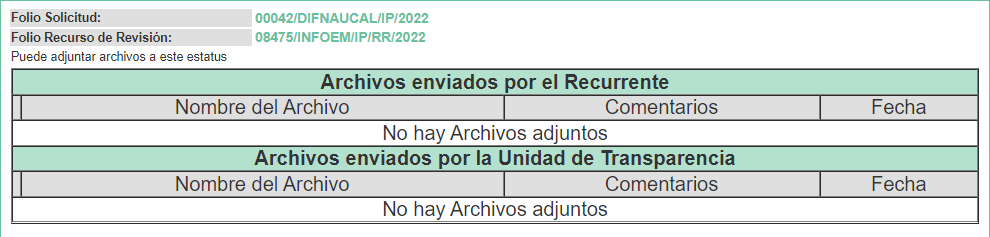 Folio Solicitud: 00042/DIFNAUCAL/IP/2022
Folio Recurso de Revisión: 08475/INFOEM/IP/RR/2022
Puede adjuntar archivos a este estatus
Archivos enviados por el Recurrente
Nombre del Archivo Comentarios Fecha
No hay Archivos adjuntos
Archivos enviados por la Unidad de Transparencia
Nombre del Archivo Comentarios Fecha
No hay Archivos adjuntos